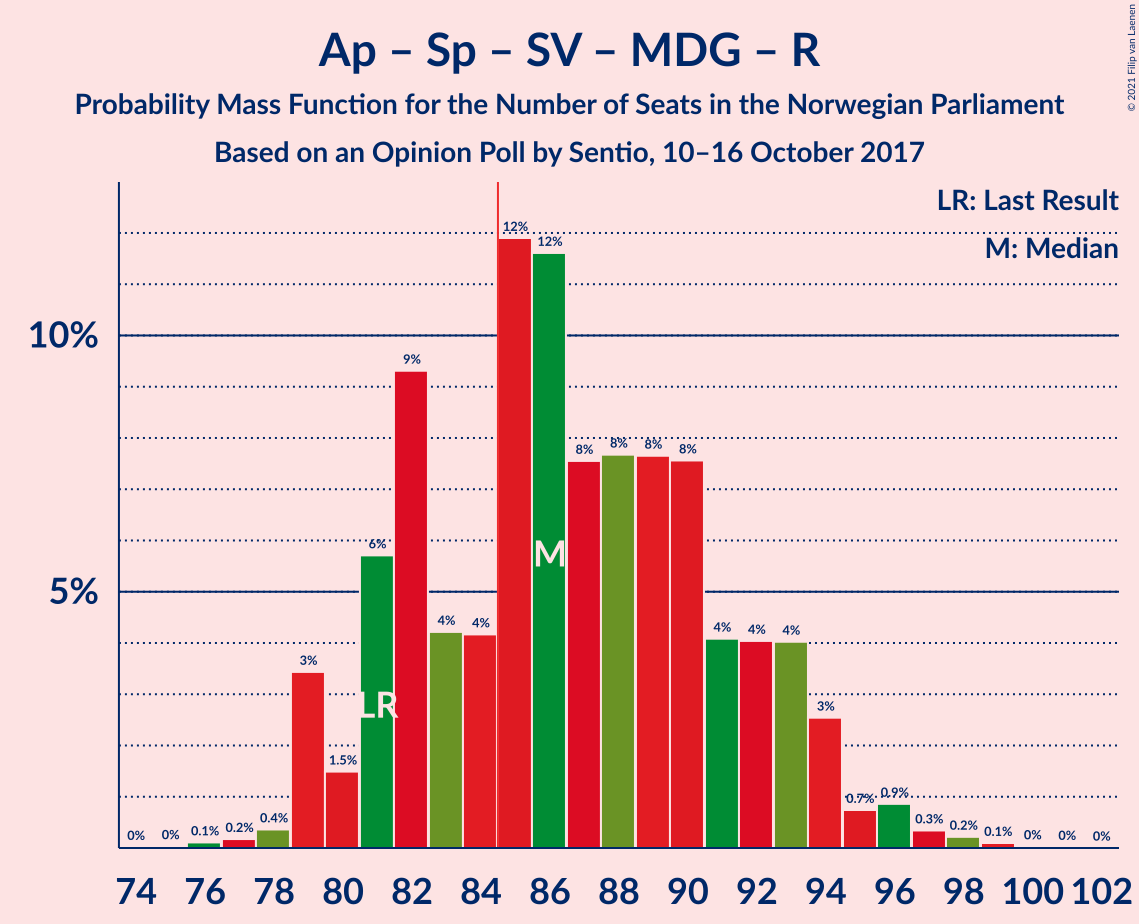 Ap – Sp – SV – MDG – R
Probability Mass Function for the Number of Seats in the Norwegian Parliament
Based on an Opinion Poll by Sentio, 10–16 October 2017
© 2021 Filip van Laenen
LR: Last Result
M: Median
10%
5%
0% 0% 0.1% 0.2% 0.4% 3% 1.5% 6% 9% 4% 4% 12% 12% 8% 8% 8% 8% 4% 4% 4% 3% 0.7% 0.9% 0.3% 0.2% 0.1% 0% 0% 0%
LR
M
74 76 78 80 82 84 86 88 90 92 94 96 98 100 102